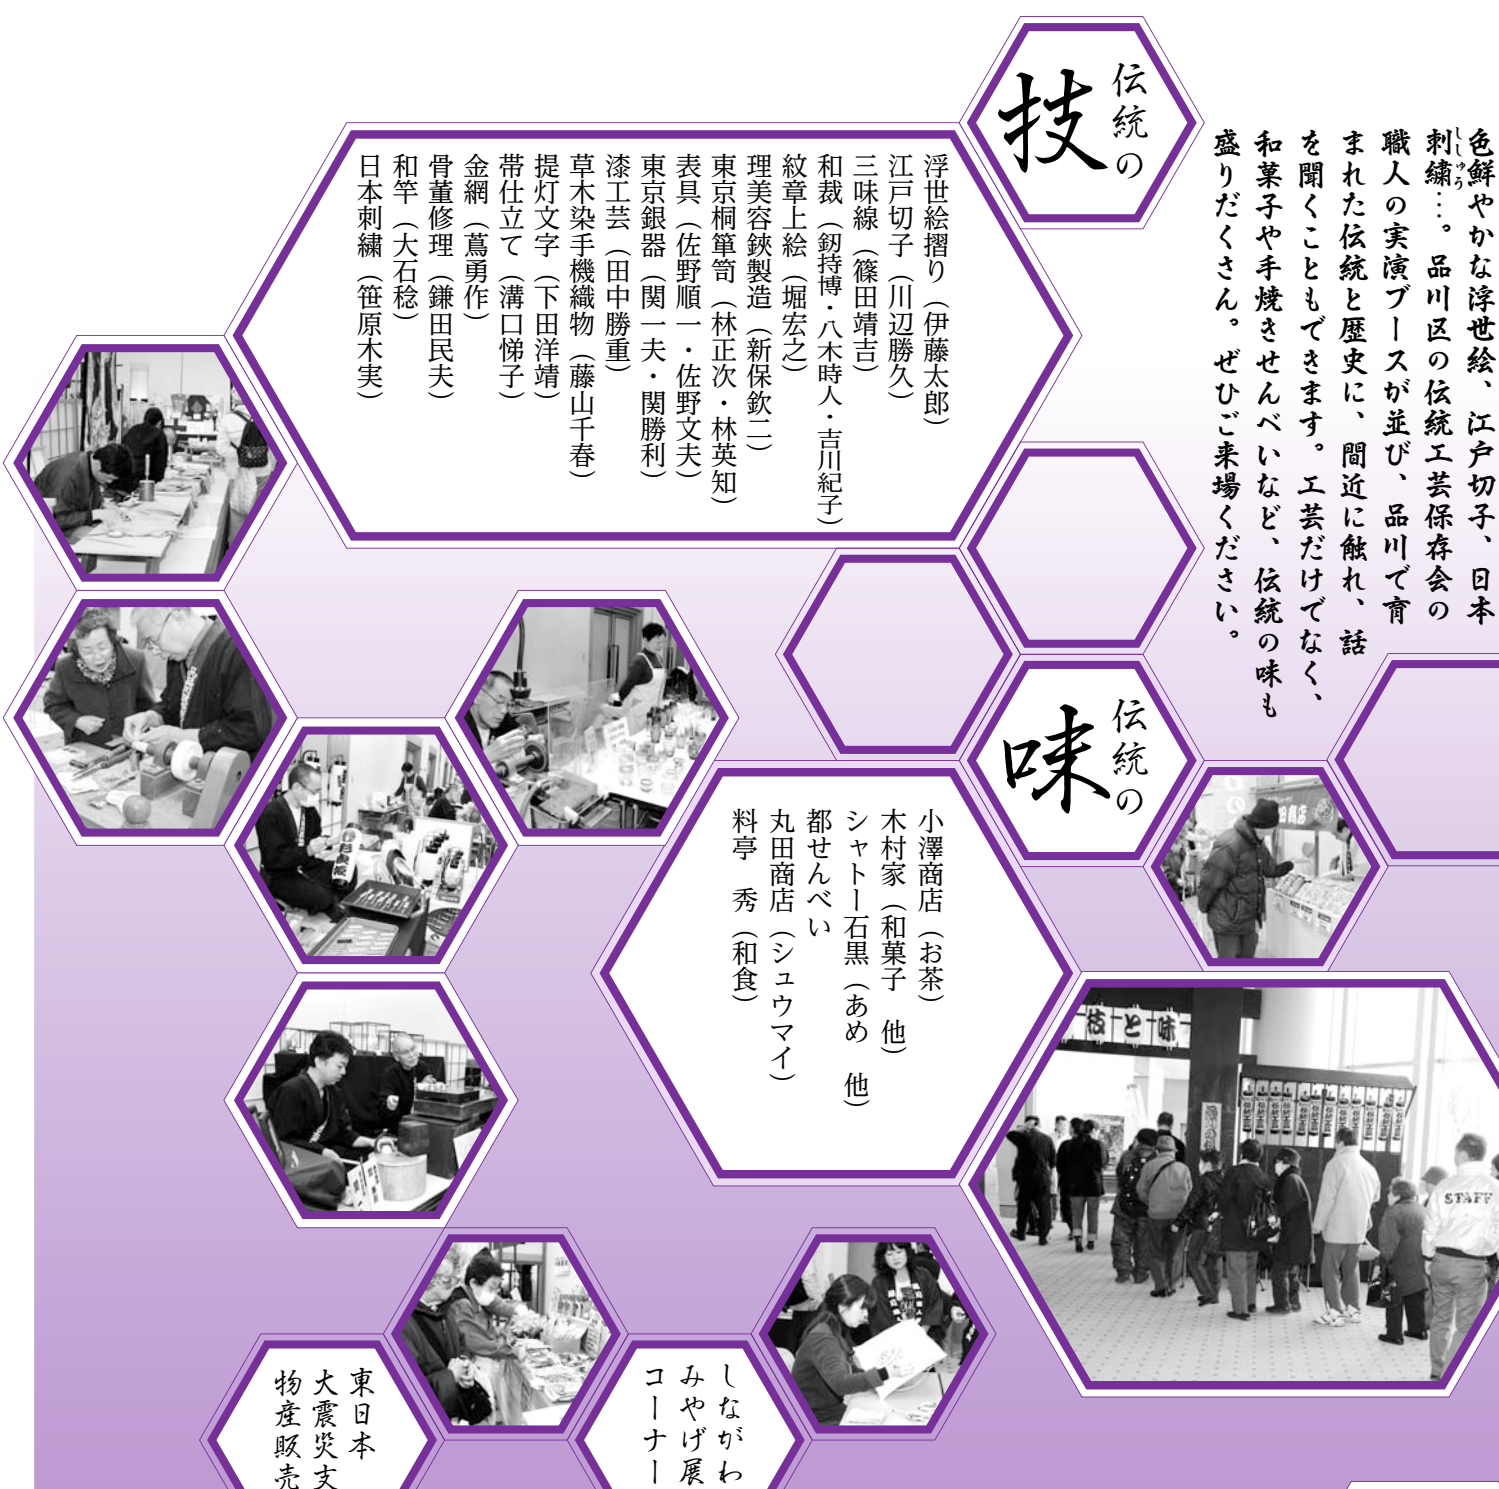 色鮮やかな浮世絵、江戸切子、日本
刺繍…。品川区の伝統工芸保存会の
職人の実演ブースが並び、品川で育
まれた伝統と歴史に、間近に触れ、話
を聞くこともできます。工芸だけでなく、
和菓子や手焼きせんべいなど、伝統の味も
盛りだくさん。ぜひご来場ください。
ししゅう
伝統の
技
浮世絵摺り（伊藤太郎）
江戸切子（川辺勝久）
三味線（篠田靖吉）
和裁（釼持博・八木時人・吉川紀子）
紋章上絵（堀宏之）
理美容鋏製造（新保欽二）
東京桐箪笥（林正次・林英知）
表具（佐野順一・佐野文夫）
東京銀器（関一夫・関勝利）
漆工芸（田中勝重）
草木染手機織物（藤山千春）
提灯文字（下田洋靖）
帯仕立て（溝口悌子）
金網（蔦勇作）
骨董修理（鎌田民夫）
和竿（大石稔）
日本刺繍（笹原木実）
伝統の
味
小澤商店（お茶）
木村家（和菓子　他）
シャトー石黒（あめ　他）
都せんべい
丸田商店（シュウマイ）
料亭　秀（和食）
技と味
STAFF
しながわ
みやげ展
コーナー
東日本
大震災支
物産販売